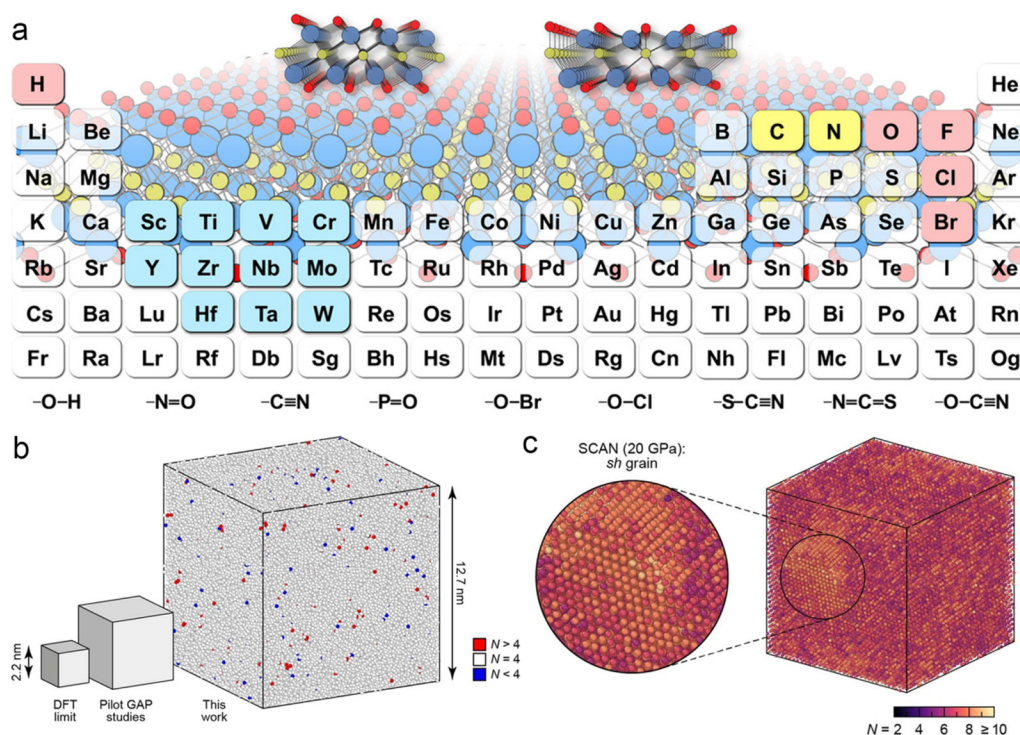 a
H He
Li Be B C N O F Ne
Na Mg Al Si P S Cl Ar
K Ca Sc Ti V Cr Mn Fe Co Ni Cu Zn Ga Ge As Se Br Kr
Rb Sr Y Zr Nb Mo Tc Ru Rh Pd Ag Cd In Sn Sb Te I Xe
Cs Ba Lu Hf Ta W Re Os Ir Pt Au Hg Tl Pb Bi Po At Rn
Fr Ra Lr Rf Db Sg Bh Hs Mt Ds Rg Cn Nh Fl Mc Lv Ts Og
–O–H –N=O –C≡N –P=O –O–Br –O–Cl –S–C≡N –N=C=S –O–C≡N
b
12.7 nm
2.2 nm
DFT
limit
Pilot GAP
studies
This
work
N > 4
N = 4
N < 4
c
SCAN (20 GPa):
sh grain
N = 2 4 6 8 ≥ 10